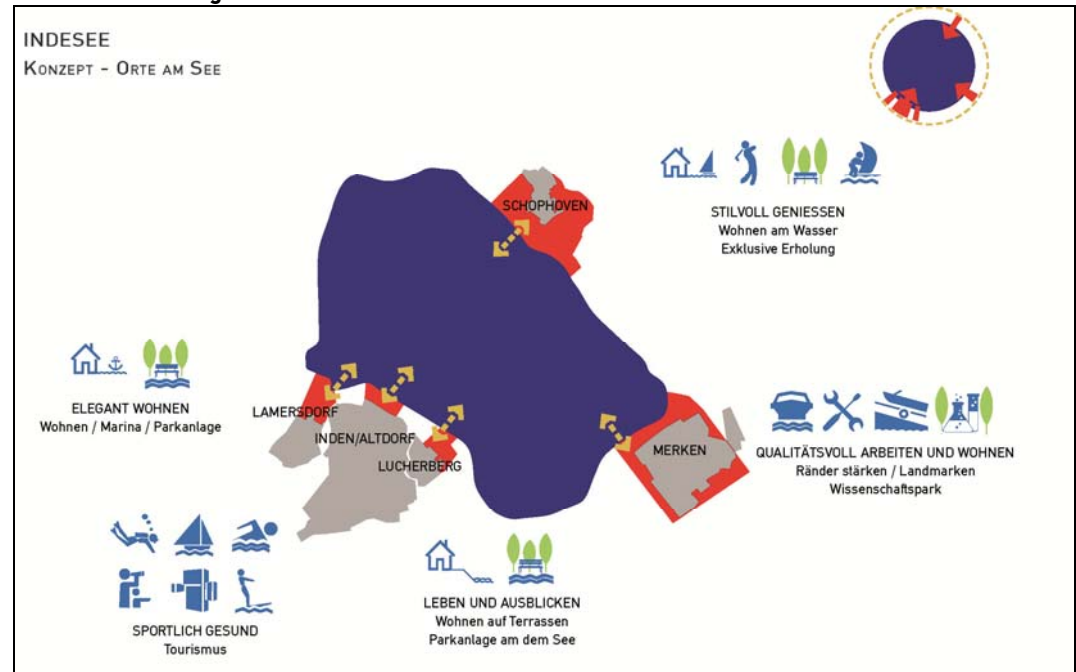 INDESEE
KONZEPT - ORTE AM SEE
SCHOPHOVEN
STILVOLL GENIESSEN
Wohnen am Wasser
Exklusive Erholung
ELEGANT WOHNEN
Wohnen / Marina / Parkanlage
LAMERSDORF
INDEN/ALTDORF
LUCHERBERG
MERKEN
QUALITÄTSVOLL ARBEITEN UND WOHNEN
Ränder stärken / Landmarken
Wissenschaftspark
SPORTLICH GESUND
Tourismus
LEBEN UND AUSBLICKEN
Wohnen auf Terrassen
Parkanlage am dem See